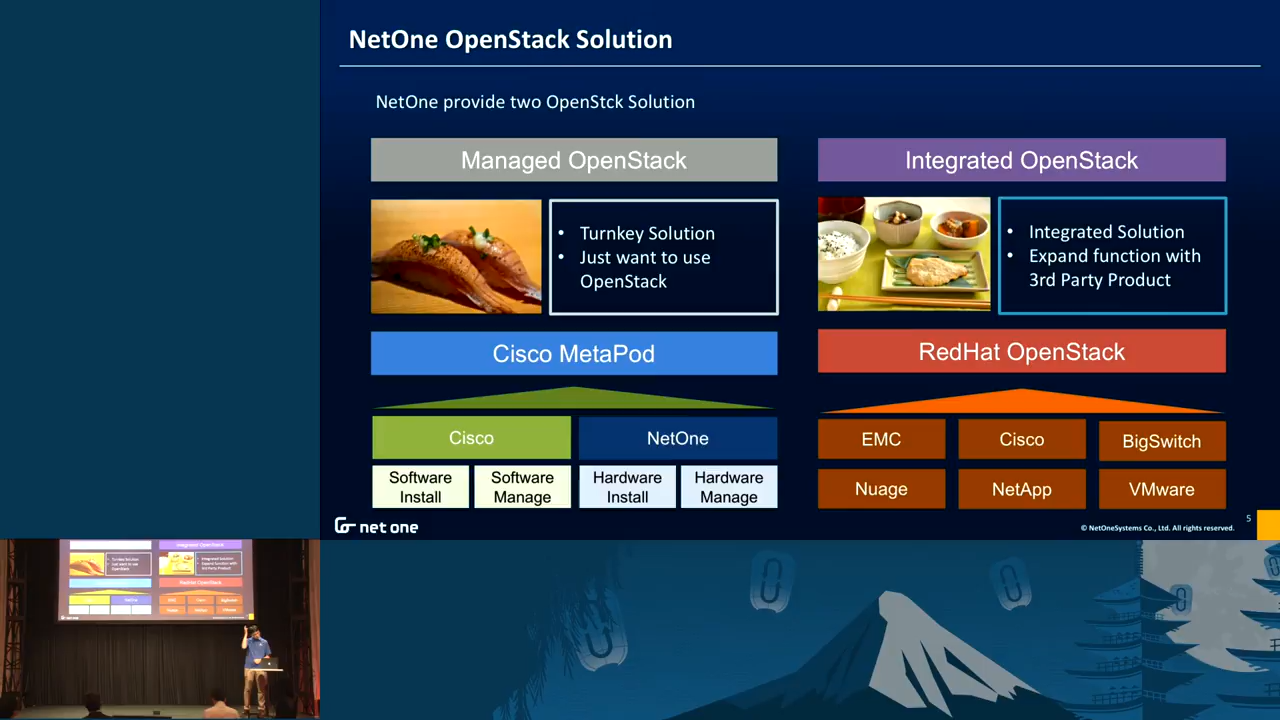 NetOne OpenStack Solution
NetOne provide two OpenStck Solution
Managed OpenStack
• Turnkey Solution
• Just want to use
OpenStack
Cisco MetaPod
Cisco
NetOne
Software
Install
Software
Manage
Hardware
Install
Hardware
Manage
Integrated OpenStack
• Integrated Solution
• Expand function with
3rd Party Product
RedHat OpenStack
EMC
Cisco
BigSwitch
Nuage
NetApp
VMware
net one
© NetOneSystems Co., Ltd. All rights reserved.
5